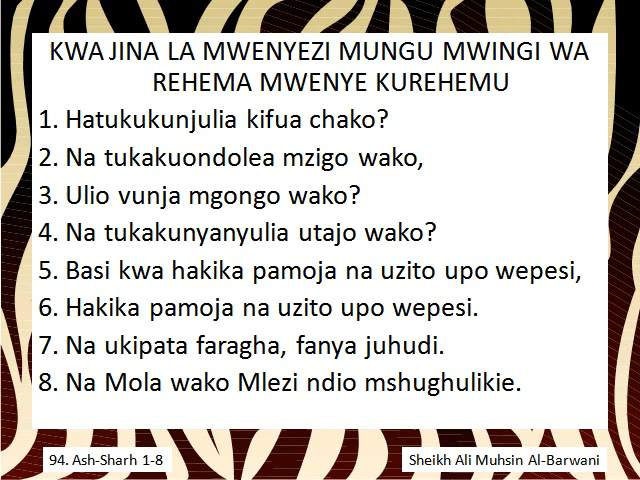 KWA JINA LA MWENYEZI MUNGU MWINGI WA
REHEMA MWENYE KUREHEMU
1. Hatukukunjulia kifua chako?
2. Na tukakuondolea mzigo wako,
3. Ulio vunja mgongo wako?
4. Na tukakunyanyulia utajo wako?
5. Basi kwa hakika pamoja na uzito upo wepesi,
6. Hakika pamoja na uzito upo wepesi.
7. Na ukipata faragha, fanya juhudi.
8. Na Mola wako Mlezi ndio mshughulikie.
94. Ash-Sharh 1-8
Sheikh Ali Muhsin Al-Barwani